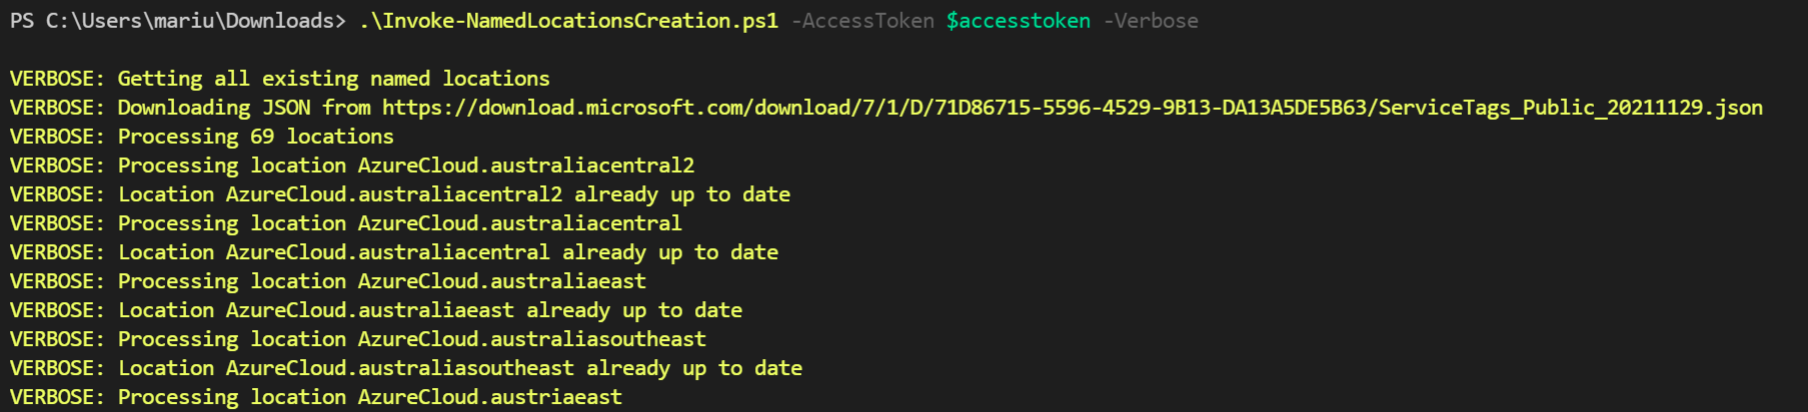 PS C:\Users\mariu\Downloads> .\Invoke-NamedLocationsCreation.ps1 -AccessToken $accesstoken -Verbose
VERBOSE: Getting all existing named locations
VERBOSE: Downloading JSON from https://download.microsoft.com/download/7/1/D/71D86715-5596-4529-9B13-DA13A5DE5B63/ServiceTags_Public_20211129.json
VERBOSE: Processing 69 locations
VERBOSE: Processing location AzureCloud.australiacentral2
VERBOSE: Location AzureCloud.australiacentral2 already up to date
VERBOSE: Processing location AzureCloud.australiacentral
VERBOSE: Location AzureCloud.australiacentral already up to date
VERBOSE: Processing location AzureCloud.australiaeast
VERBOSE: Location AzureCloud.australiaeast already up to date
VERBOSE: Processing location AzureCloud.australiasoutheast
VERBOSE: Location AzureCloud.australiasoutheast already up to date
VERBOSE: Processing location AzureCloud.austriaeast